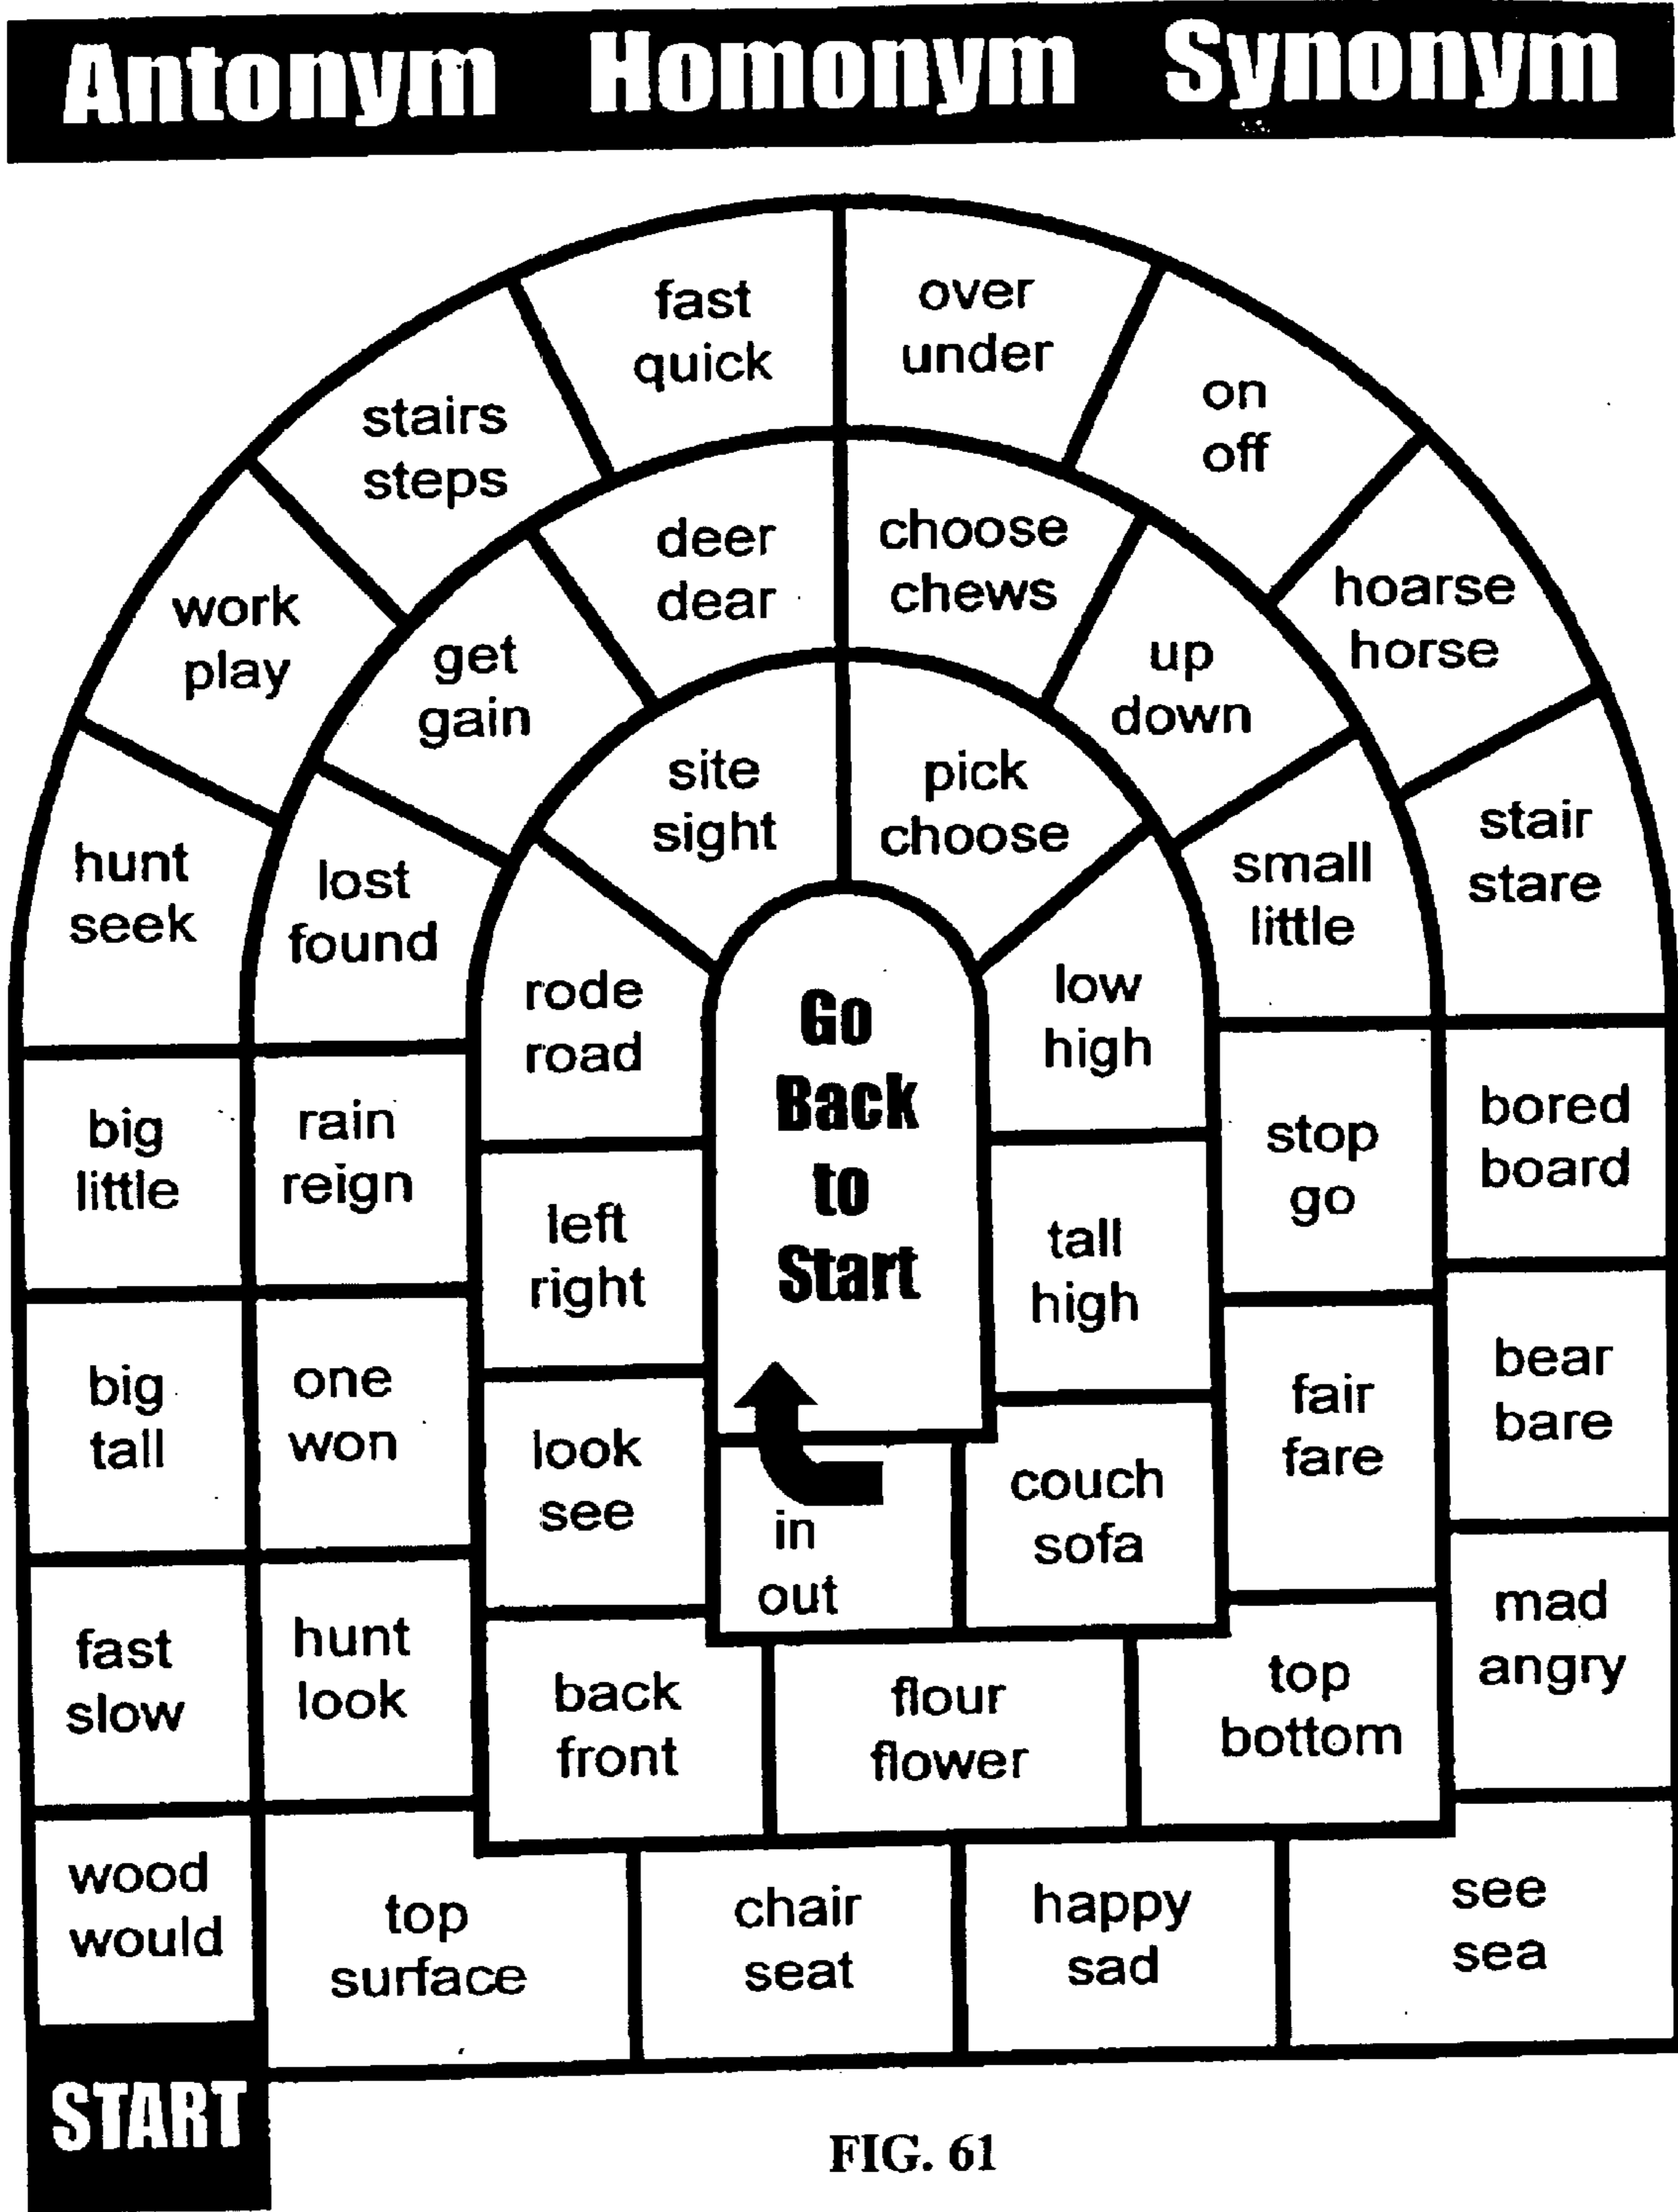 Antonym Homonym Synonym
fast
quick
over
under
on
off
stairs
steps
deer
dear
choose
chews
hoarse
horse
work
play
get
gain
up
down
site
sight
pick
choose
stair
stare
hunt
seek
lost
found
small
little
rode
road
Go
Back
to
Start
low
high
big
little
rain
reign
stop
go
bored
board
left
right
tall
high
big
tall
one
won
fair
fare
bear
bare
look
see
in
out
couch
sofa
fast
slow
hunt
look
mad
angry
back
front
flour
flower
top
bottom
wood
would
top
surface
chair
seat
happy
sad
see
sea
START
FIG. 61